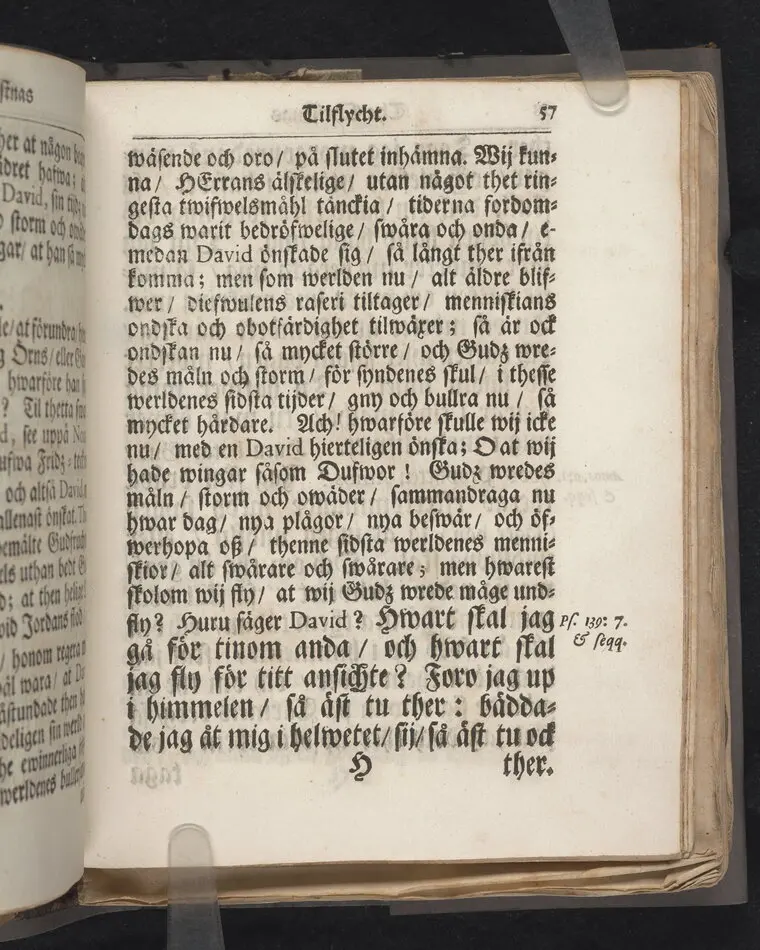 stnas
Tilflycht. 57
wäsende och oro/ på slutet inhämna. Wij kun⸗
na/ HErrans älskelige/ utan något thet rin⸗
gesta twifwelsmåhl tänckia/ tiderna fordom⸗
dags warit bedröfwelige/ swåra och onda/ e⸗
medan David önskade sig/ så långt ther ifrån
komma; men som werlden nu/ alt äldre blif⸗
wer/ diefwulens raseri tiltager/ menniskians
ondska och obotfärdighet tilwäxer; så är ock
ondskan nu/ så mycket större/ och Gudz wre⸗
des måln och storm/ för syndenes skul/ i thesse
werldenes sidsta tijder/ gny och bullra nu/ så
mycket hårdare. Ach! hwarföre skulle wij icke
nu/ med en David hierteligen önska; O at wij
hade wingar såsom Dufwor! Gudz wredes
måln/ storm och owäder/ sammandraga nu
hwar dag/ nya plågor/ nya beswär/ och öf⸗
werhopa oß/ thenne sidsta werldenes menni⸗
skior/ alt swårare och swårare; men hwarest
skolom wij fly/ at wij Gudz wrede måge und⸗
fly? Huru säger David? Hwart skal jag
Ps. 139: 7.
& seqq.
gå för tinom anda/ och hwart skal
jag fly för titt ansichte? Foro jag up
i himmelen/ så äst tu ther: bädda⸗
de jag åt mig i helwetet/ sij/ så äst tu ock
H ther.